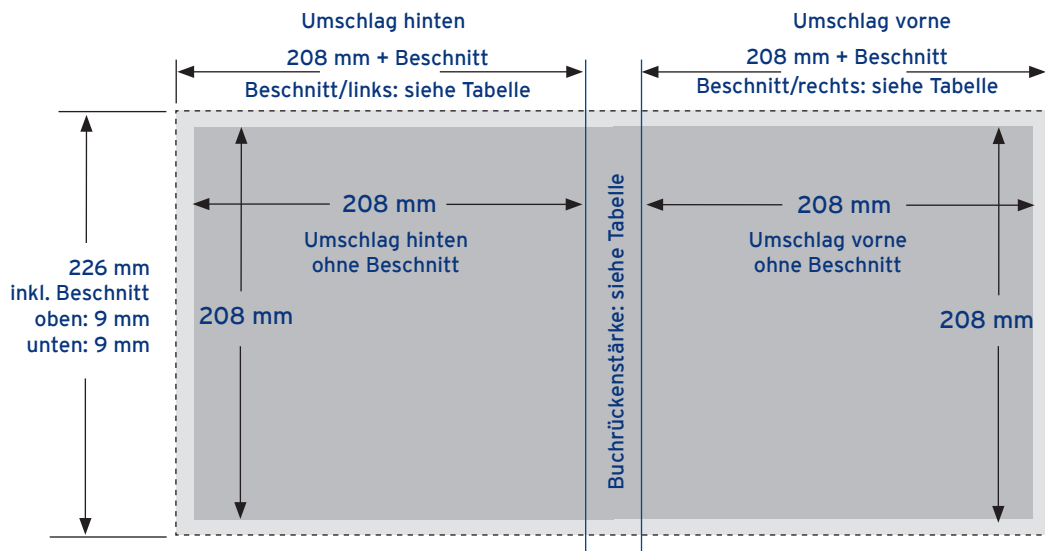 Umschlag hinten
208 mm + Beschnitt
Beschnitt/links: siehe Tabelle
Umschlag vorne
208 mm + Beschnitt
Beschnitt/rechts: siehe Tabelle
226 mm
inkl. Beschnitt
oben: 9 mm
unten: 9 mm
208 mm
Umschlag hinten
ohne Beschnitt
208 mm
Buchrückenstärke: siehe Tabelle
208 mm
Umschlag vorne
ohne Beschnitt
208 mm